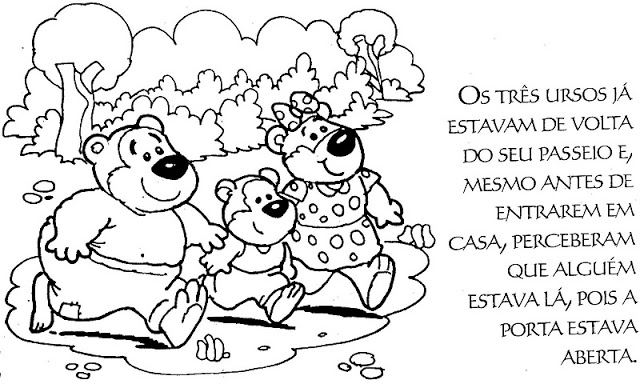 OS TRÊS URSOS JÁ
ESTAVAM DE VOLTA
DO SEU PASSEIO E,
MESMO ANTES DE
ENTRAREM EM
CASA, PERCEBERAM
QUE ALGUÉM
ESTAVA LÁ, POIS A
PORTA ESTAVA
ABERTA.